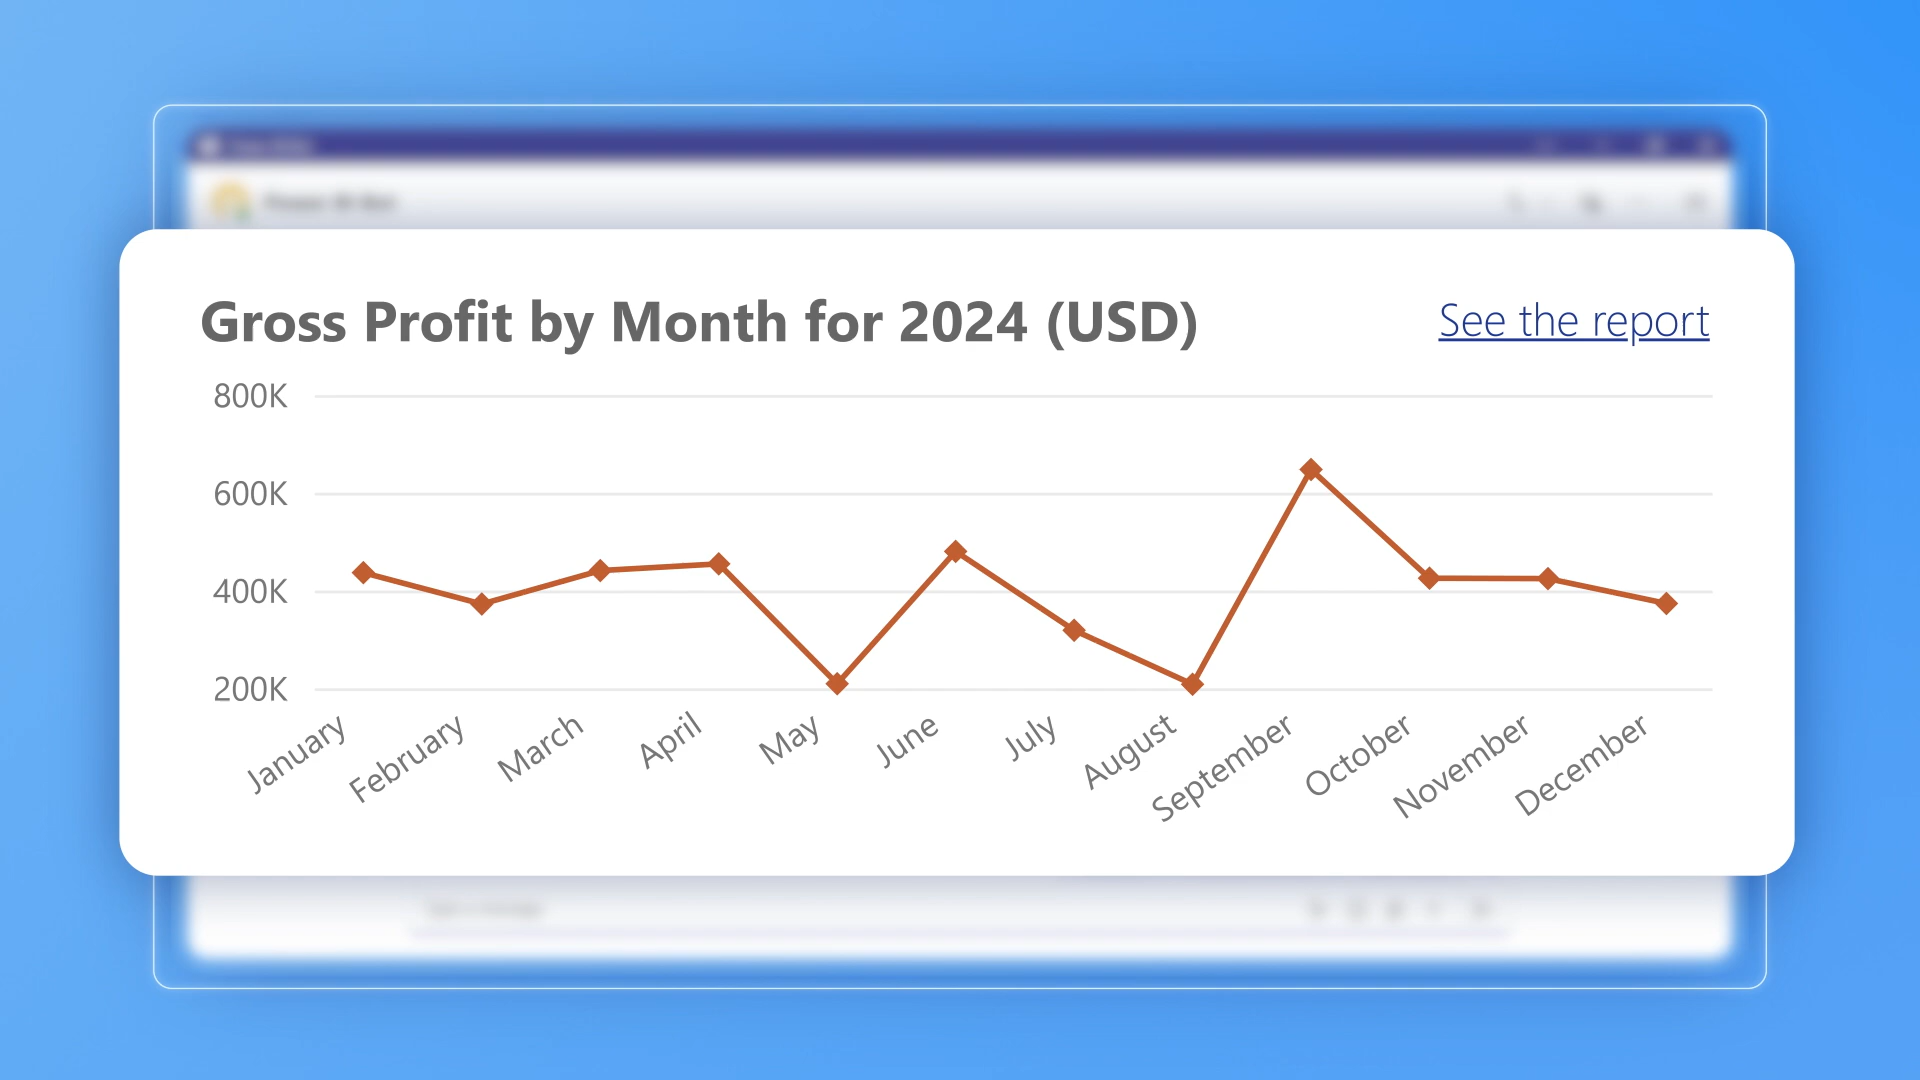 Gross Profit by Month for 2024 (USD)
See the report
800K
600K
400K
200K
January
February
March
April
May
June
July
August
September
October
November
December